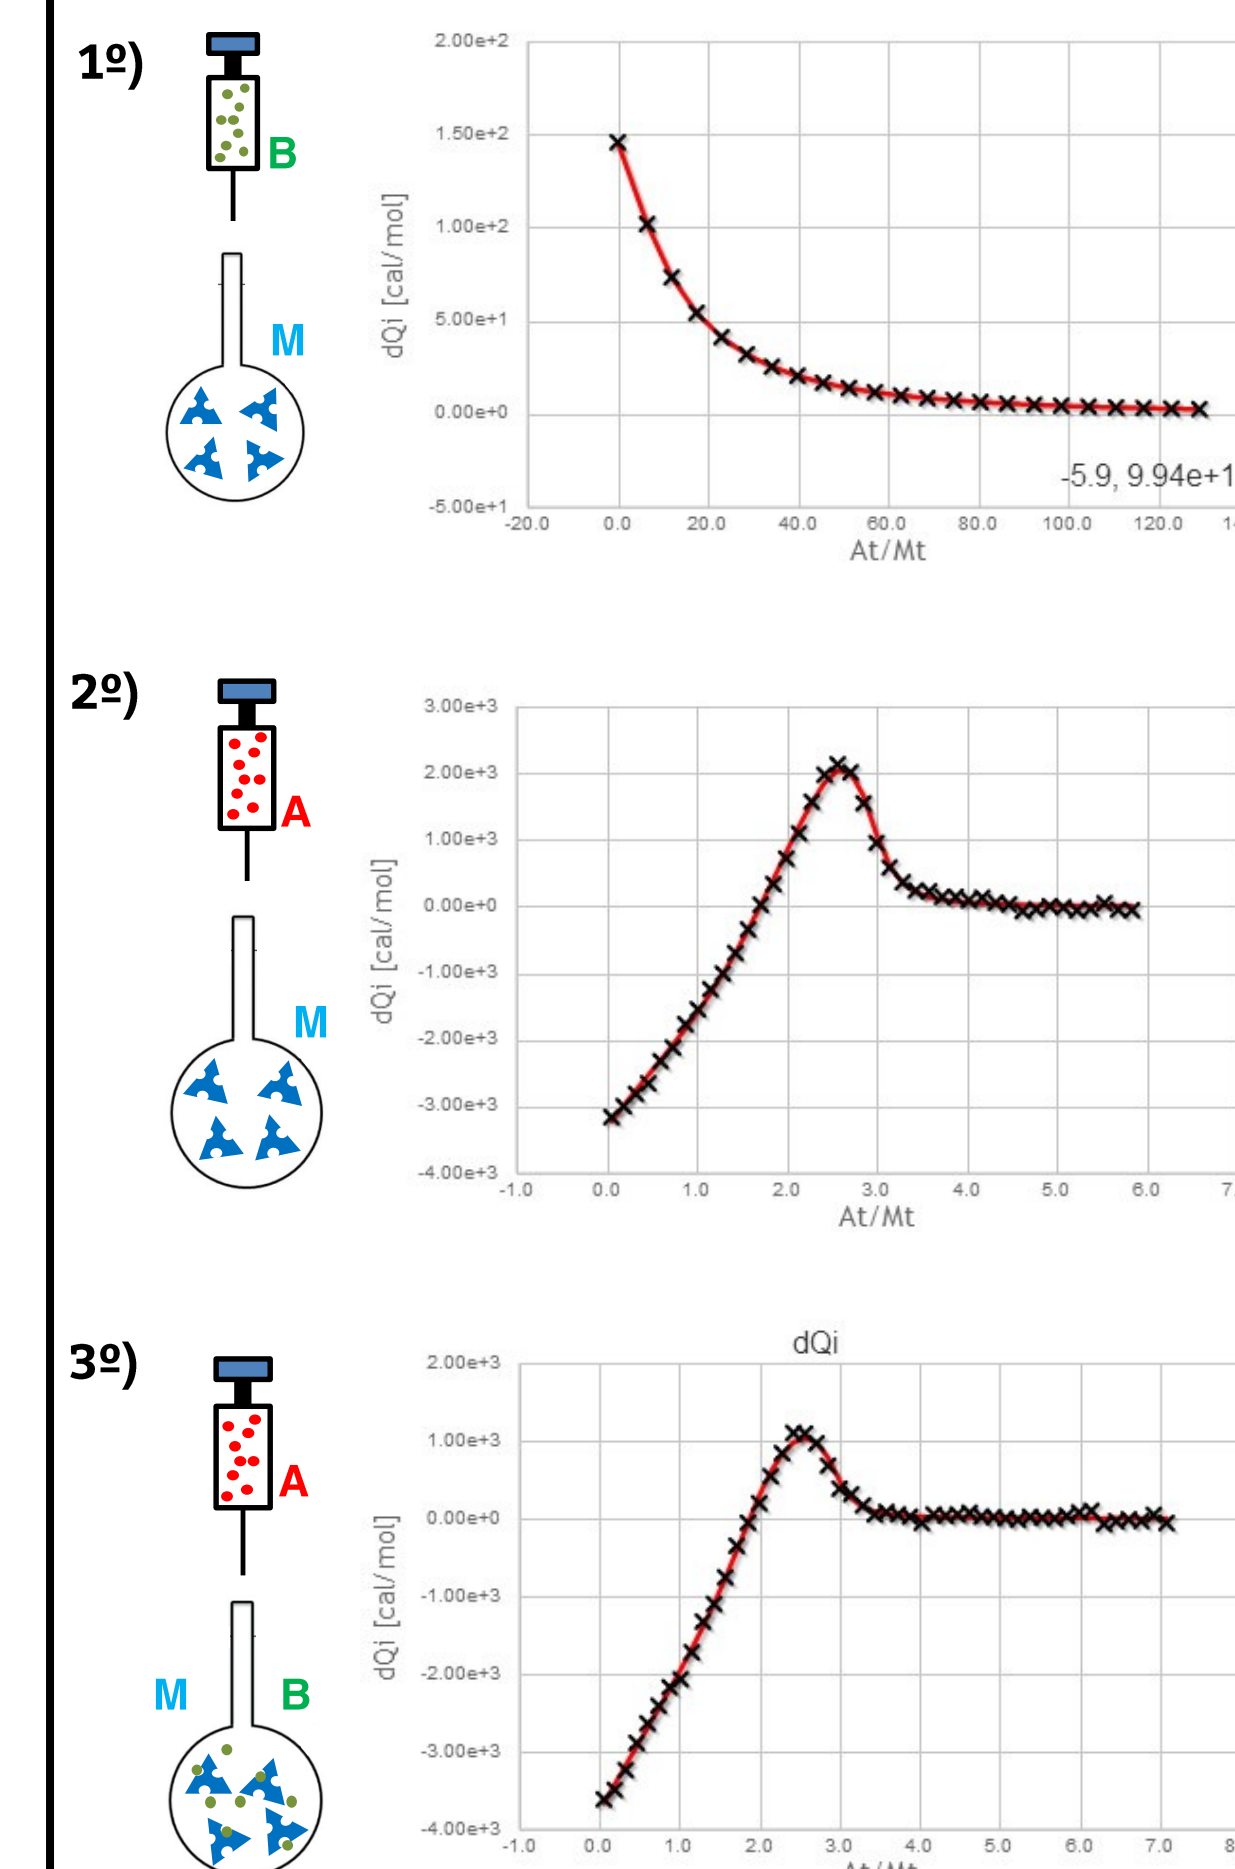 1º)
B
M
2.00e+2
1.50e+2
1.00e+2
5.00e+1
0.00e+0
-5.00e+1
dQi [cal/mol]
-5.9, 9.94e+1
-20.0 0.0 20.0 40.0 60.0 80.0 100.0 120.0
At/Mt
2º)
A
M
3.00e+3
2.00e+3
1.00e+3
0.00e+0
-1.00e+3
-2.00e+3
-3.00e+3
-4.00e+3
dQi [cal/mol]
-1.0 0.0 1.0 2.0 3.0 4.0 5.0 6.0 7.
At/Mt
3º)
A
M B
dQi
2.00e+3
1.00e+3
0.00e+0
-1.00e+3
-2.00e+3
-3.00e+3
-4.00e+3
dQi [cal/mol]
-1.0 0.0 1.0 2.0 3.0 4.0 5.0 6.0 7.0 8
At/Mt